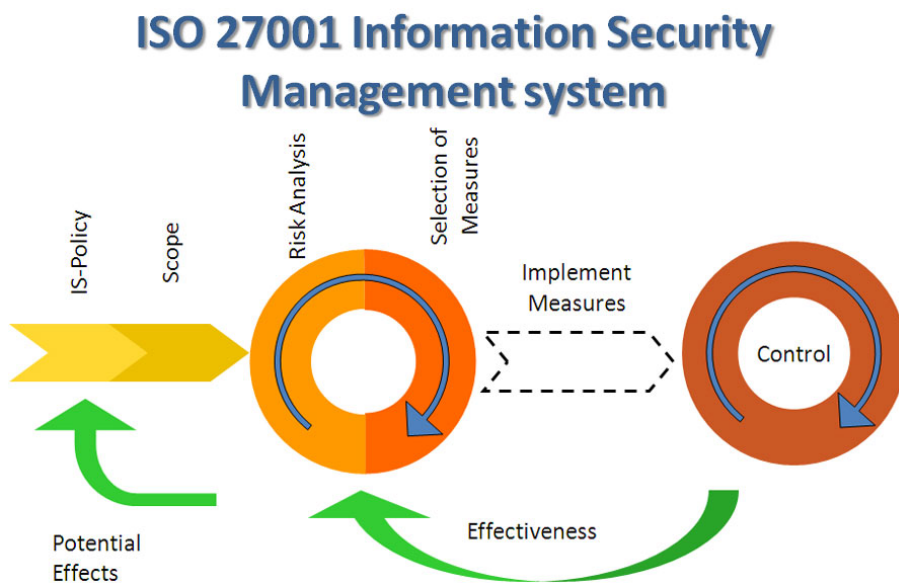 ISO 27001 Information Security
Management system
IS-Policy
Scope
Risk Analysis
Selection of
Measures
Implement
Measures
Control
Effectiveness
Potential
Effects